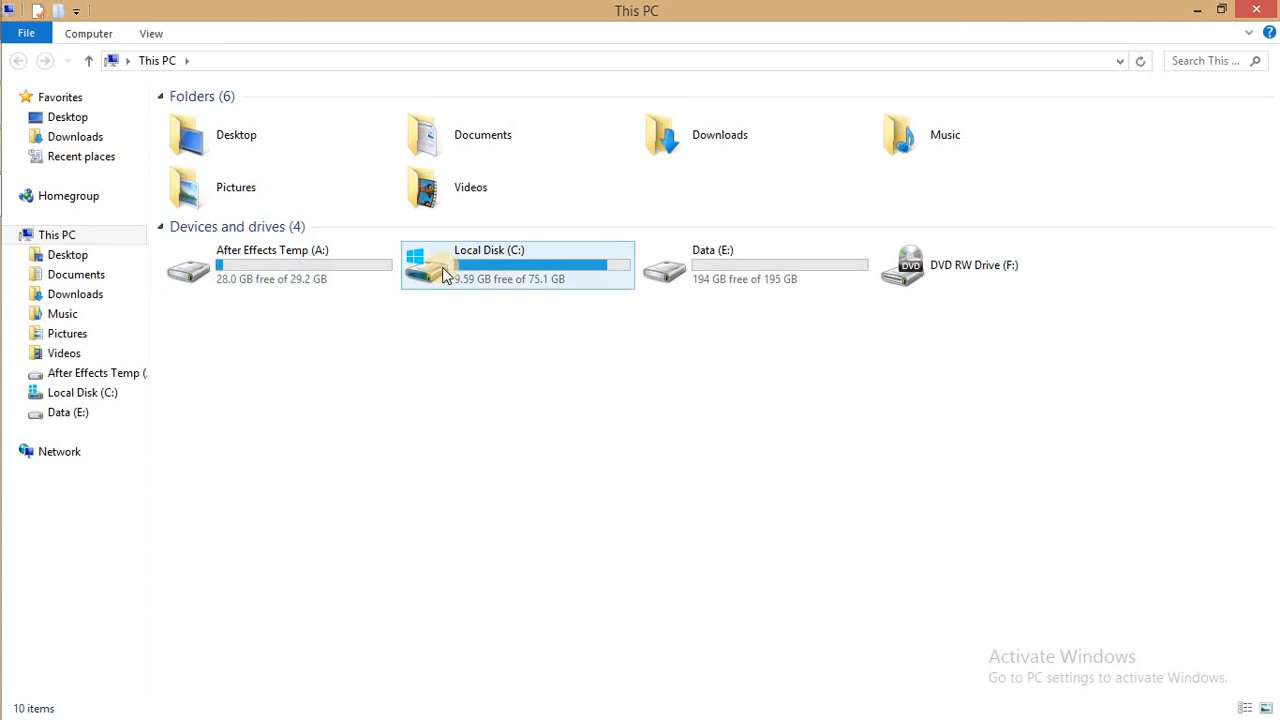 This PC
File Computer View
This PC Search This ...
Favorites
Desktop
Downloads
Recent places
Homegroup
This PC
Desktop
Documents
Downloads
Music
Pictures
Videos
After Effects Temp (
Local Disk (C:)
Data (E:)
Network
Folders (6)
Desktop Documents Downloads Music
Pictures Videos
Devices and drives (4)
After Effects Temp (A:)
28.0 GB free of 29.2 GB
Local Disk (C:)
9.59 GB free of 75.1 GB
Data (E:)
194 GB free of 195 GB
DVD RW Drive (F:)
DVD
Activate Windows
Go to PC settings to activate Windows.
10 items